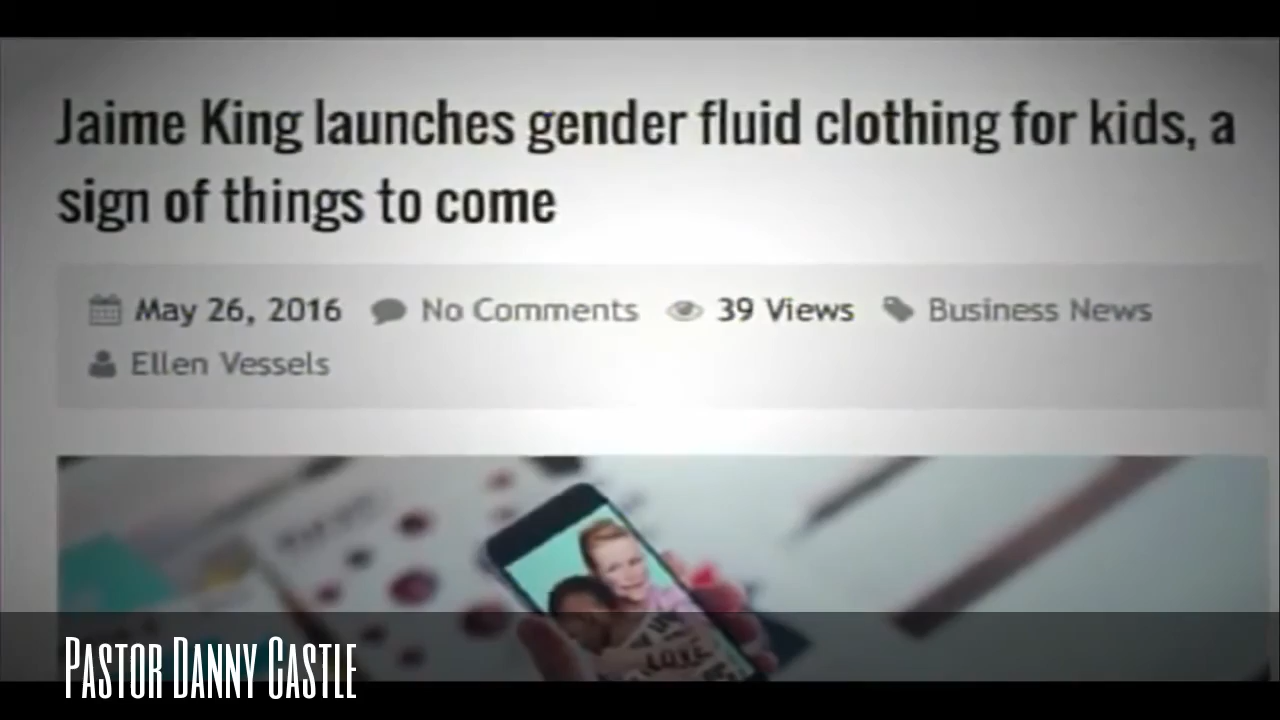 Jaime King launches gender fluid clothing for kids, a
sign of things to come
May 26, 2016 No Comments 39 Views Business News
Ellen Vessels
LOVE
PASTOR DANNY CASTLE